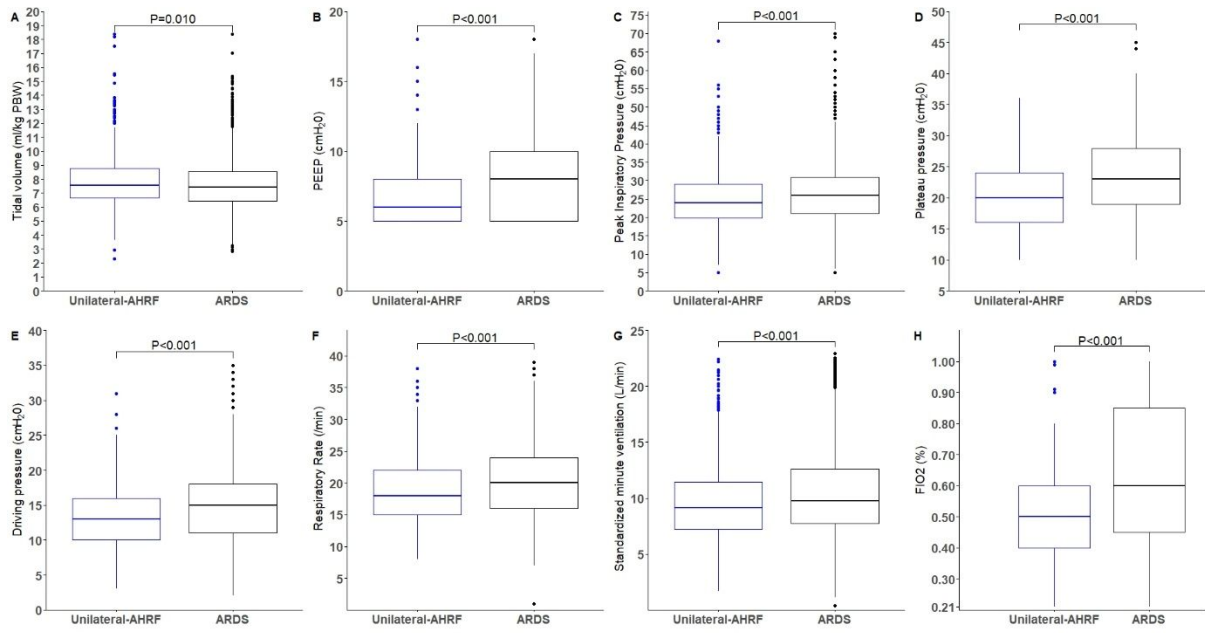 A
P=0.010
Tidal volume (ml/kg PBW)
20
19
18
17
16
15
14
13
12
11
10
9
8
7
6
5
4
3
2
1
0
Unilateral-AHRF ARDS
B
P<0.001
PEEP (cmH20)
20
15
10
5
0
Unilateral-AHRF ARDS
C
P<0.001
Peak Inspiratory Pressure (cmH₂0)
75
70
65
60
55
50
45
40
35
30
25
20
15
10
5
0
Unilateral-AHRF ARDS
D
P<0.001
Plateau pressure (cmH₂0)
50
45
40
35
30
25
20
15
10
5
Unilateral-AHRF ARDS
E
P<0.001
Driving pressure (cmH₂0)
40
35
30
25
20
15
10
5
0
Unilateral-AHRF ARDS
F
P<0.001
Respiratory Rate (/min)
40
35
30
25
20
15
10
5
Unilateral-AHRF ARDS
G
P<0.001
Standardized minute ventilation (L/min)
25
20
15
10
5
Unilateral-AHRF ARDS
H
P<0.001
FIO2 (%)
1.00
0.90
0.80
0.70
0.60
0.50
0.40
0.30
0.21
Unilateral-AHRF ARDS